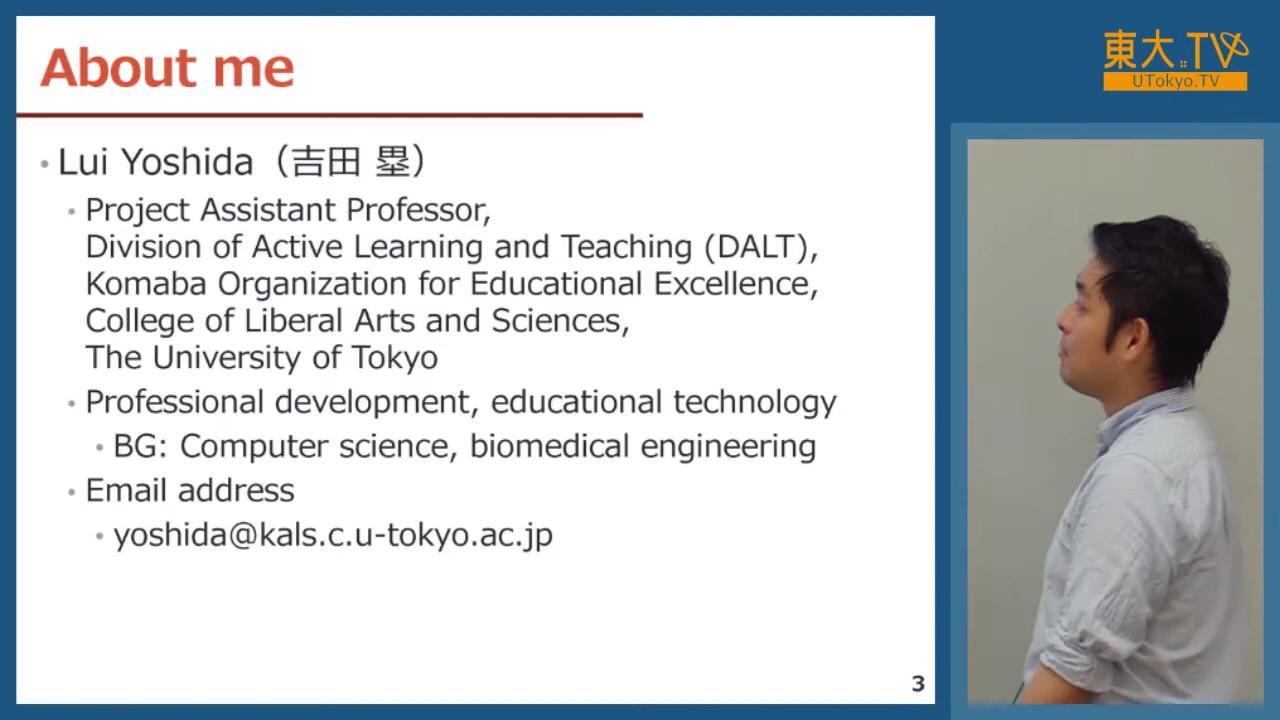 About me
• Lui Yoshida（吉田 塁）
• Project Assistant Professor,
Division of Active Learning and Teaching (DALT),
Komaba Organization for Educational Excellence,
College of Liberal Arts and Sciences,
The University of Tokyo
• Professional development, educational technology
• BG: Computer science, biomedical engineering
• Email address
• yoshida@kals.c.u-tokyo.ac.jp
3
東大TV
UTokyo.TV